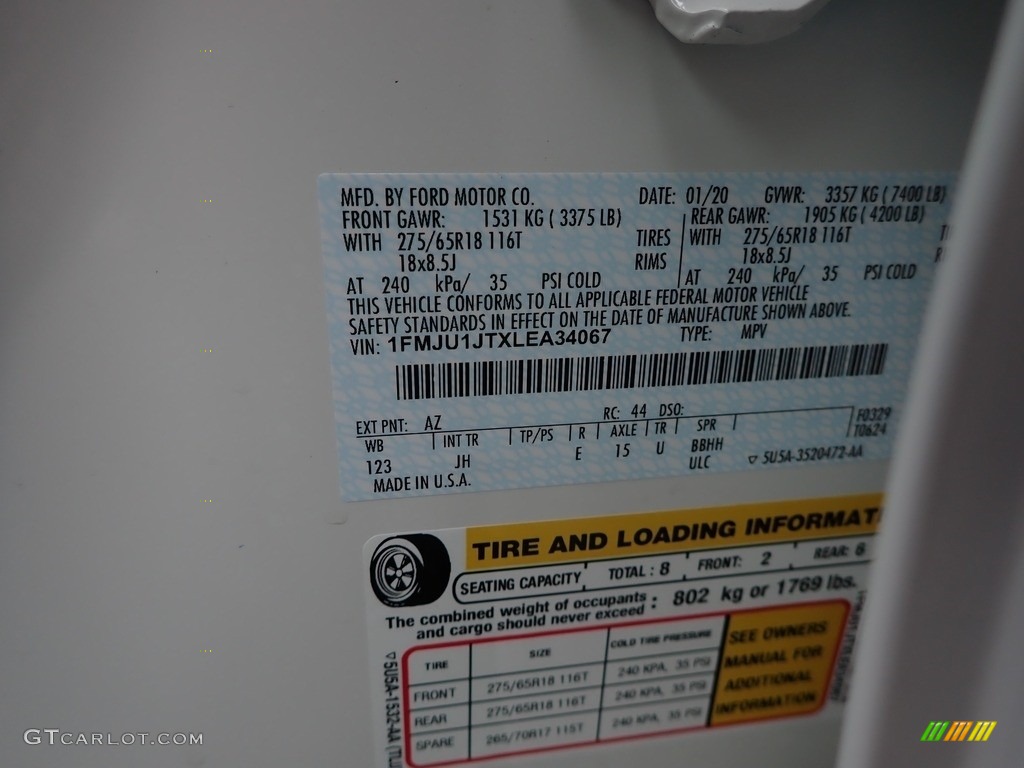 MFD. BY FORD MOTOR CO. DATE: 01/20 GVWR: 3357 KG ( 7400 LB)
FRONT GAWR: 1531 KG ( 3375 LB) REAR GAWR: 1905 KG ( 4200 LB)
WITH 275/65R18 116T TIRES WITH 275/65R18 116T
18x8.5J RIMS 18x8.5J
AT 240 kPa/ 35 PSI COLD AT 240 kPa/ 35 PSI COLD
THIS VEHICLE CONFORMS TO ALL APPLICABLE FEDERAL MOTOR VEHICLE
SAFETY STANDARDS IN EFFECT ON THE DATE OF MANUFACTURE SHOWN ABOVE.
VIN: 1FMJU1JTXLEA34067 TYPE: MPV
EXT PNT: AZ RC: 44 DSO: F0329
WB INT TR TP/PS R AXLE TR SPR T0624
123 JH E 15 U BBHH
ULC 5U5A-3520472-AA
MADE IN U.S.A.
TIRE AND LOADING INFORMAT
SEATING CAPACITY TOTAL : 8 FRONT: 2 REAR: 6
The combined weight of occupants : 802 kg or 1769 lbs.
and cargo should never exceed
TIRE SIZE COLD TIRE PRESSURE SEE OWNERS
FRONT 275/65R18 116T 240 KPA, 35 PSI MANUAL FOR
REAR 275/65R18 116T 240 KPA, 35 PSI ADDITIONAL
SPARE 265/70R17 115T 240 KPA, 35 PSI INFORMATION
5U5A-1532-AA
GTCARLOT.COM